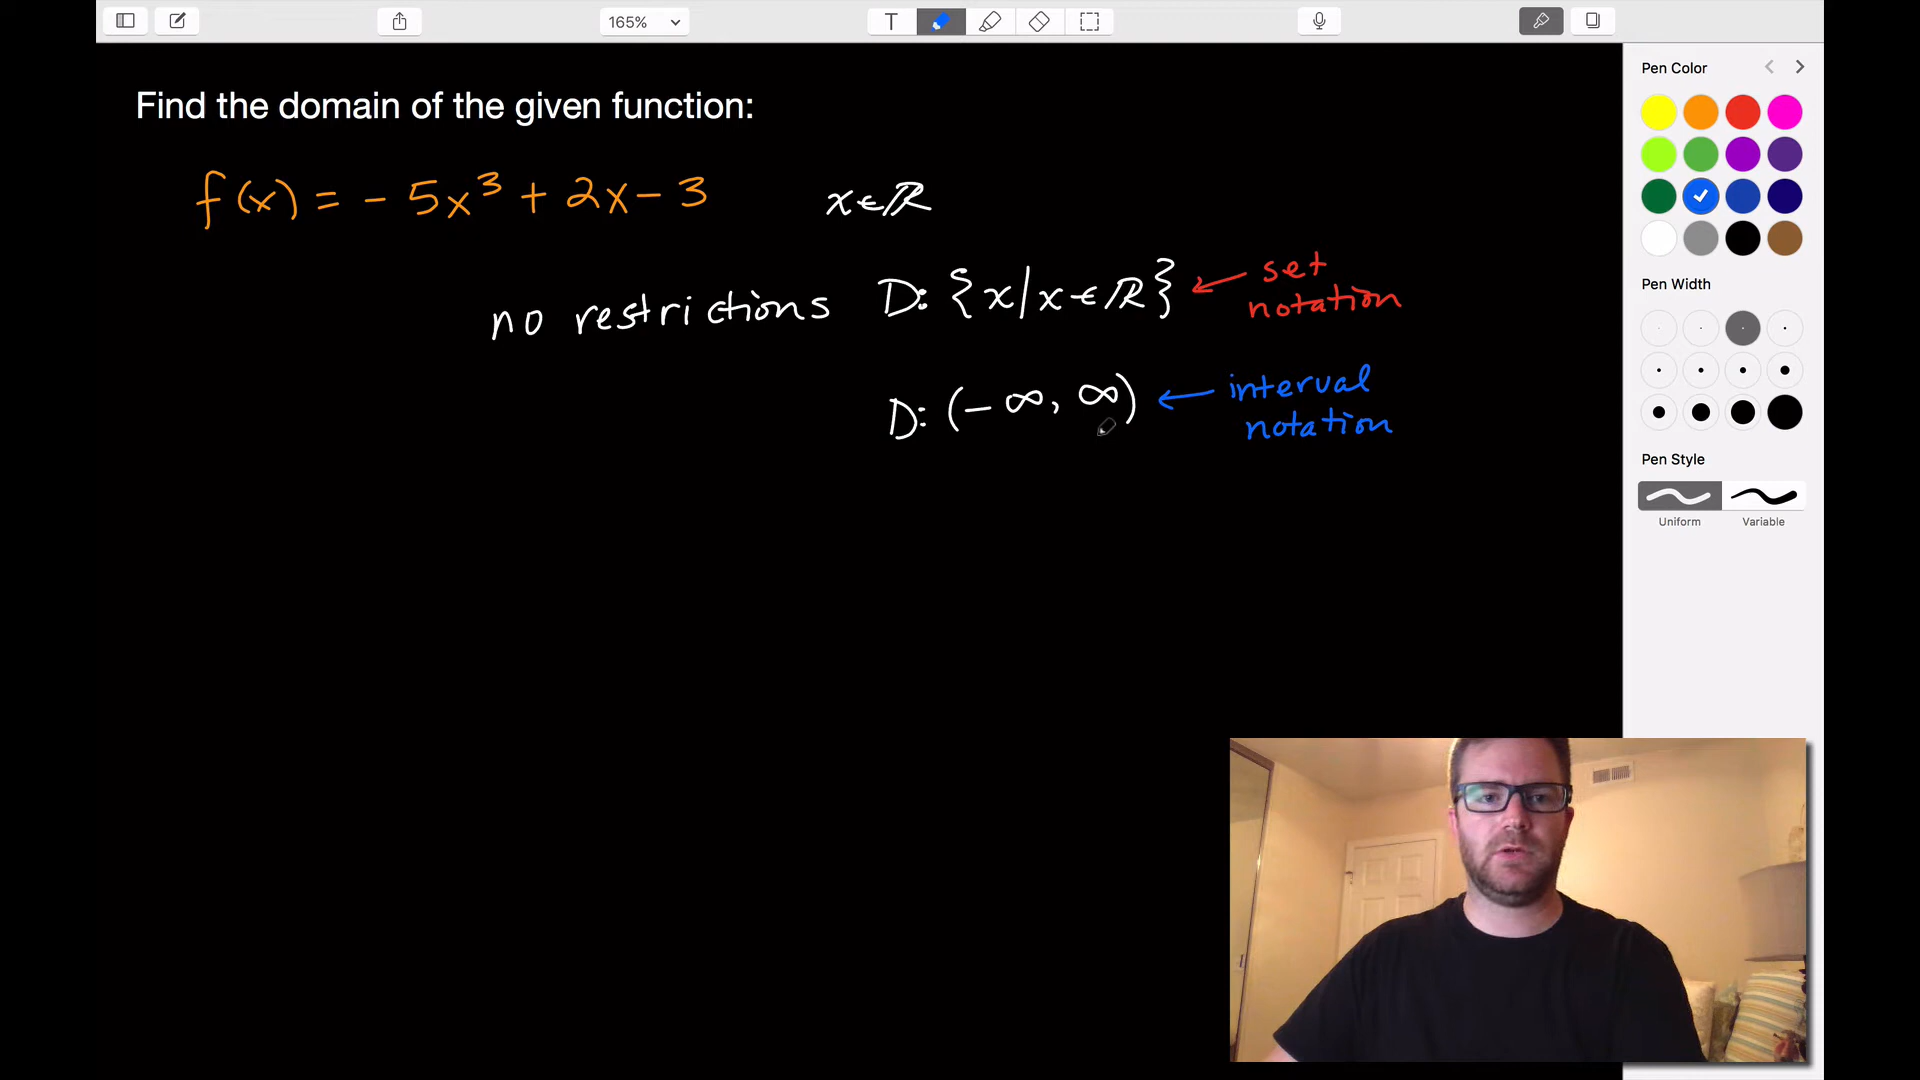 165%
T
Find the domain of the given function:
f(x) = - 5x³ + 2x - 3
x ∈ ℝ
no restrictions
D: {x | x ∈ ℝ} ← set notation
D: (-∞, ∞) ← interval notation
Pen Color
Pen Width
Pen Style
Uniform
Variable